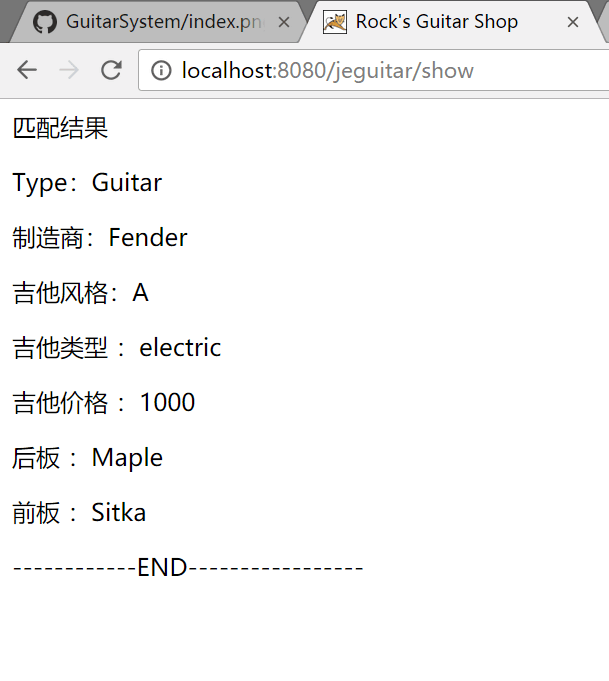 GuitarSystem/index.pn
Rock's Guitar Shop
localhost:8080/jeguitar/show
匹配结果
Type：Guitar
制造商：Fender
吉他风格：A
吉他类型 ：electric
吉他价格 ：1000
后板 ：Maple
前板 ：Sitka
------------END-----------------